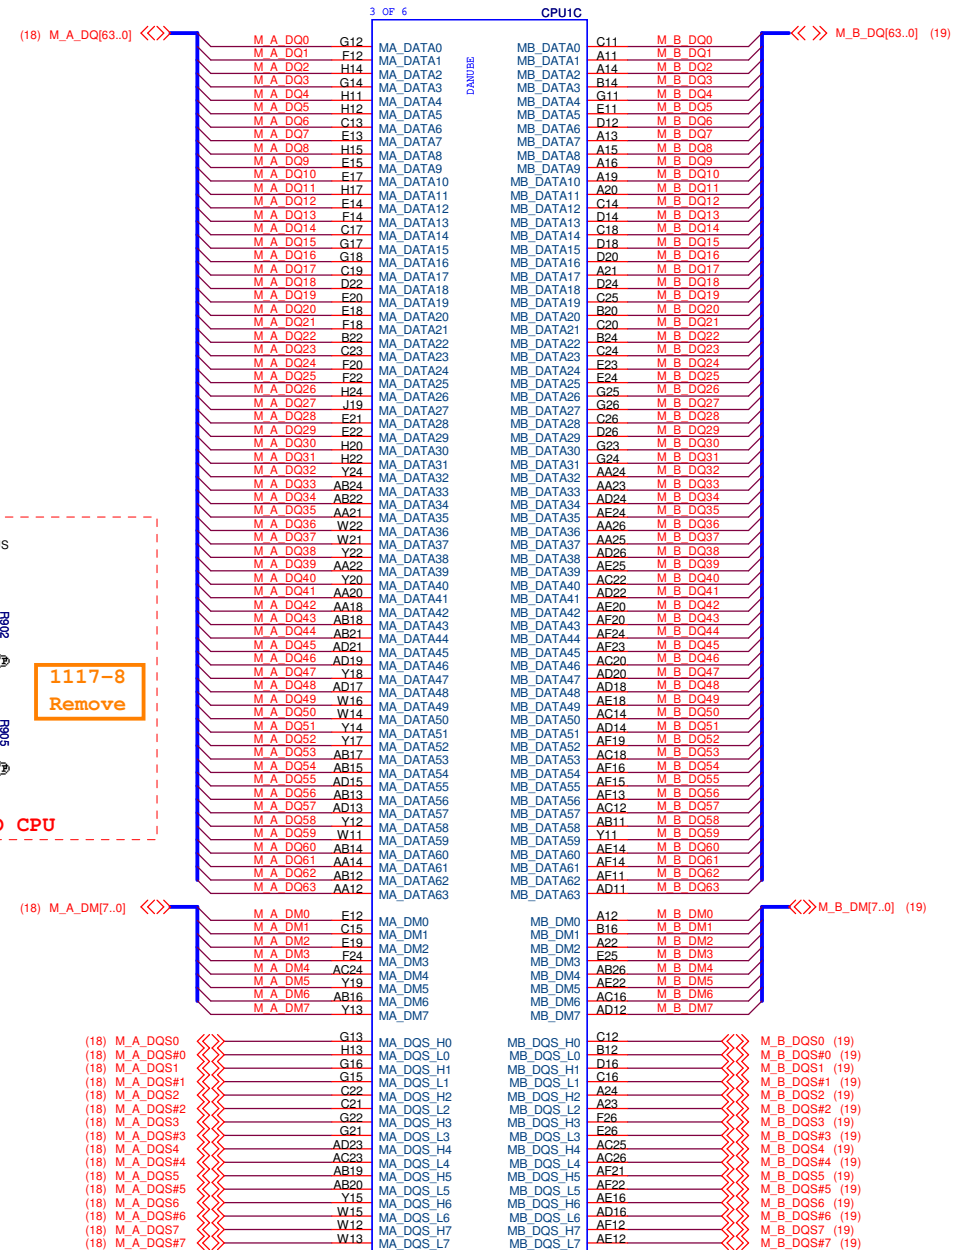 3 OF 6 CPU1C
DANUBE
(18) M_A_DQ[63..0] M_B_DQ[63..0] (19)
M_A_DQ0 G12 MA_DATA0 MB_DATA0 C11 M_B_DQ0
M_A_DQ1 F12 MA_DATA1 MB_DATA1 A11 M_B_DQ1
M_A_DQ2 H14 MA_DATA2 MB_DATA2 A14 M_B_DQ2
M_A_DQ3 G14 MA_DATA3 MB_DATA3 B14 M_B_DQ3
M_A_DQ4 H11 MA_DATA4 MB_DATA4 G11 M_B_DQ4
M_A_DQ5 H12 MA_DATA5 MB_DATA5 E11 M_B_DQ5
M_A_DQ6 C13 MA_DATA6 MB_DATA6 D12 M_B_DQ6
M_A_DQ7 E13 MA_DATA7 MB_DATA7 A13 M_B_DQ7
M_A_DQ8 H15 MA_DATA8 MB_DATA8 A15 M_B_DQ8
M_A_DQ9 E15 MA_DATA9 MB_DATA9 A16 M_B_DQ9
M_A_DQ10 E17 MA_DATA10 MB_DATA10 A19 M_B_DQ10
M_A_DQ11 H17 MA_DATA11 MB_DATA11 A20 M_B_DQ11
M_A_DQ12 E14 MA_DATA12 MB_DATA12 C14 M_B_DQ12
M_A_DQ13 F14 MA_DATA13 MB_DATA13 D14 M_B_DQ13
M_A_DQ14 C17 MA_DATA14 MB_DATA14 C18 M_B_DQ14
M_A_DQ15 G17 MA_DATA15 MB_DATA15 D18 M_B_DQ15
M_A_DQ16 G18 MA_DATA16 MB_DATA16 D20 M_B_DQ16
M_A_DQ17 C19 MA_DATA17 MB_DATA17 A21 M_B_DQ17
M_A_DQ18 D22 MA_DATA18 MB_DATA18 D24 M_B_DQ18
M_A_DQ19 E20 MA_DATA19 MB_DATA19 C25 M_B_DQ19
M_A_DQ20 E18 MA_DATA20 MB_DATA20 B20 M_B_DQ20
M_A_DQ21 F18 MA_DATA21 MB_DATA21 C20 M_B_DQ21
M_A_DQ22 B22 MA_DATA22 MB_DATA22 B24 M_B_DQ22
M_A_DQ23 C23 MA_DATA23 MB_DATA23 C24 M_B_DQ23
M_A_DQ24 F20 MA_DATA24 MB_DATA24 E23 M_B_DQ24
M_A_DQ25 F22 MA_DATA25 MB_DATA25 E24 M_B_DQ25
M_A_DQ26 H24 MA_DATA26 MB_DATA26 G25 M_B_DQ26
M_A_DQ27 J19 MA_DATA27 MB_DATA27 G26 M_B_DQ27
M_A_DQ28 E21 MA_DATA28 MB_DATA28 C26 M_B_DQ28
M_A_DQ29 E22 MA_DATA29 MB_DATA29 D26 M_B_DQ29
M_A_DQ30 H20 MA_DATA30 MB_DATA30 G23 M_B_DQ30
M_A_DQ31 H22 MA_DATA31 MB_DATA31 G24 M_B_DQ31
M_A_DQ32 Y24 MA_DATA32 MB_DATA32 AA24 M_B_DQ32
M_A_DQ33 AB24 MA_DATA33 MB_DATA33 AA23 M_B_DQ33
M_A_DQ34 AB22 MA_DATA34 MB_DATA34 AD24 M_B_DQ34
M_A_DQ35 AA21 MA_DATA35 MB_DATA35 AE24 M_B_DQ35
M_A_DQ36 W22 MA_DATA36 MB_DATA36 AA26 M_B_DQ36
M_A_DQ37 W21 MA_DATA37 MB_DATA37 AA25 M_B_DQ37
M_A_DQ38 Y22 MA_DATA38 MB_DATA38 AD26 M_B_DQ38
M_A_DQ39 AA22 MA_DATA39 MB_DATA39 AE25 M_B_DQ39
M_A_DQ40 Y20 MA_DATA40 MB_DATA40 AC22 M_B_DQ40
M_A_DQ41 AA20 MA_DATA41 MB_DATA41 AD22 M_B_DQ41
M_A_DQ42 AA18 MA_DATA42 MB_DATA42 AE20 M_B_DQ42
M_A_DQ43 AB18 MA_DATA43 MB_DATA43 AF20 M_B_DQ43
M_A_DQ44 AB21 MA_DATA44 MB_DATA44 AF24 M_B_DQ44
M_A_DQ45 AD21 MA_DATA45 MB_DATA45 AF23 M_B_DQ45
M_A_DQ46 AD19 MA_DATA46 MB_DATA46 AC20 M_B_DQ46
M_A_DQ47 Y18 MA_DATA47 MB_DATA47 AD20 M_B_DQ47
M_A_DQ48 AD17 MA_DATA48 MB_DATA48 AD18 M_B_DQ48
M_A_DQ49 W16 MA_DATA49 MB_DATA49 AE18 M_B_DQ49
M_A_DQ50 W14 MA_DATA50 MB_DATA50 AC14 M_B_DQ50
M_A_DQ51 Y14 MA_DATA51 MB_DATA51 AD14 M_B_DQ51
M_A_DQ52 Y17 MA_DATA52 MB_DATA52 AF19 M_B_DQ52
M_A_DQ53 AB17 MA_DATA53 MB_DATA53 AC18 M_B_DQ53
M_A_DQ54 AB15 MA_DATA54 MB_DATA54 AF16 M_B_DQ54
M_A_DQ55 AD15 MA_DATA55 MB_DATA55 AF15 M_B_DQ55
M_A_DQ56 AB13 MA_DATA56 MB_DATA56 AF13 M_B_DQ56
M_A_DQ57 AD13 MA_DATA57 MB_DATA57 AC12 M_B_DQ57
M_A_DQ58 Y12 MA_DATA58 MB_DATA58 AB11 M_B_DQ58
M_A_DQ59 W11 MA_DATA59 MB_DATA59 Y11 M_B_DQ59
M_A_DQ60 AB14 MA_DATA60 MB_DATA60 AE14 M_B_DQ60
M_A_DQ61 AA14 MA_DATA61 MB_DATA61 AF14 M_B_DQ61
M_A_DQ62 AB12 MA_DATA62 MB_DATA62 AF11 M_B_DQ62
M_A_DQ63 AA12 MA_DATA63 MB_DATA63 AD11 M_B_DQ63
R902
1117-8
Remove
R905
CPU
(18) M_A_DM[7..0] M_B_DM[7..0] (19)
M_A_DM0 E12 MA_DM0 MB_DM0 A12 M_B_DM0
M_A_DM1 C15 MA_DM1 MB_DM1 B16 M_B_DM1
M_A_DM2 E19 MA_DM2 MB_DM2 A22 M_B_DM2
M_A_DM3 F24 MA_DM3 MB_DM3 E25 M_B_DM3
M_A_DM4 AC24 MA_DM4 MB_DM4 AB26 M_B_DM4
M_A_DM5 Y19 MA_DM5 MB_DM5 AE22 M_B_DM5
M_A_DM6 AB16 MA_DM6 MB_DM6 AC16 M_B_DM6
M_A_DM7 Y13 MA_DM7 MB_DM7 AD12 M_B_DM7
(18) M_A_DQS0 G13 MA_DQS_H0 MB_DQS_H0 C12 M_B_DQS0 (19)
(18) M_A_DQS#0 H13 MA_DQS_L0 MB_DQS_L0 B12 M_B_DQS#0 (19)
(18) M_A_DQS1 G16 MA_DQS_H1 MB_DQS_H1 D16 M_B_DQS1 (19)
(18) M_A_DQS#1 G15 MA_DQS_L1 MB_DQS_L1 C16 M_B_DQS#1 (19)
(18) M_A_DQS2 C22 MA_DQS_H2 MB_DQS_H2 A24 M_B_DQS2 (19)
(18) M_A_DQS#2 C21 MA_DQS_L2 MB_DQS_L2 A23 M_B_DQS#2 (19)
(18) M_A_DQS3 G22 MA_DQS_H3 MB_DQS_H3 F26 M_B_DQS3 (19)
(18) M_A_DQS#3 G21 MA_DQS_L3 MB_DQS_L3 E26 M_B_DQS#3 (19)
(18) M_A_DQS4 AD23 MA_DQS_H4 MB_DQS_H4 AC25 M_B_DQS4 (19)
(18) M_A_DQS#4 AC23 MA_DQS_L4 MB_DQS_L4 AC26 M_B_DQS#4 (19)
(18) M_A_DQS5 AB19 MA_DQS_H5 MB_DQS_H5 AF21 M_B_DQS5 (19)
(18) M_A_DQS#5 AB20 MA_DQS_L5 MB_DQS_L5 AF22 M_B_DQS#5 (19)
(18) M_A_DQS6 Y15 MA_DQS_H6 MB_DQS_H6 AE16 M_B_DQS6 (19)
(18) M_A_DQS#6 W15 MA_DQS_L6 MB_DQS_L6 AD16 M_B_DQS#6 (19)
(18) M_A_DQS7 W12 MA_DQS_H7 MB_DQS_H7 AF12 M_B_DQS7 (19)
(18) M_A_DQS#7 W13 MA_DQS_L7 MB_DQS_L7 AE12 M_B_DQS#7 (19)